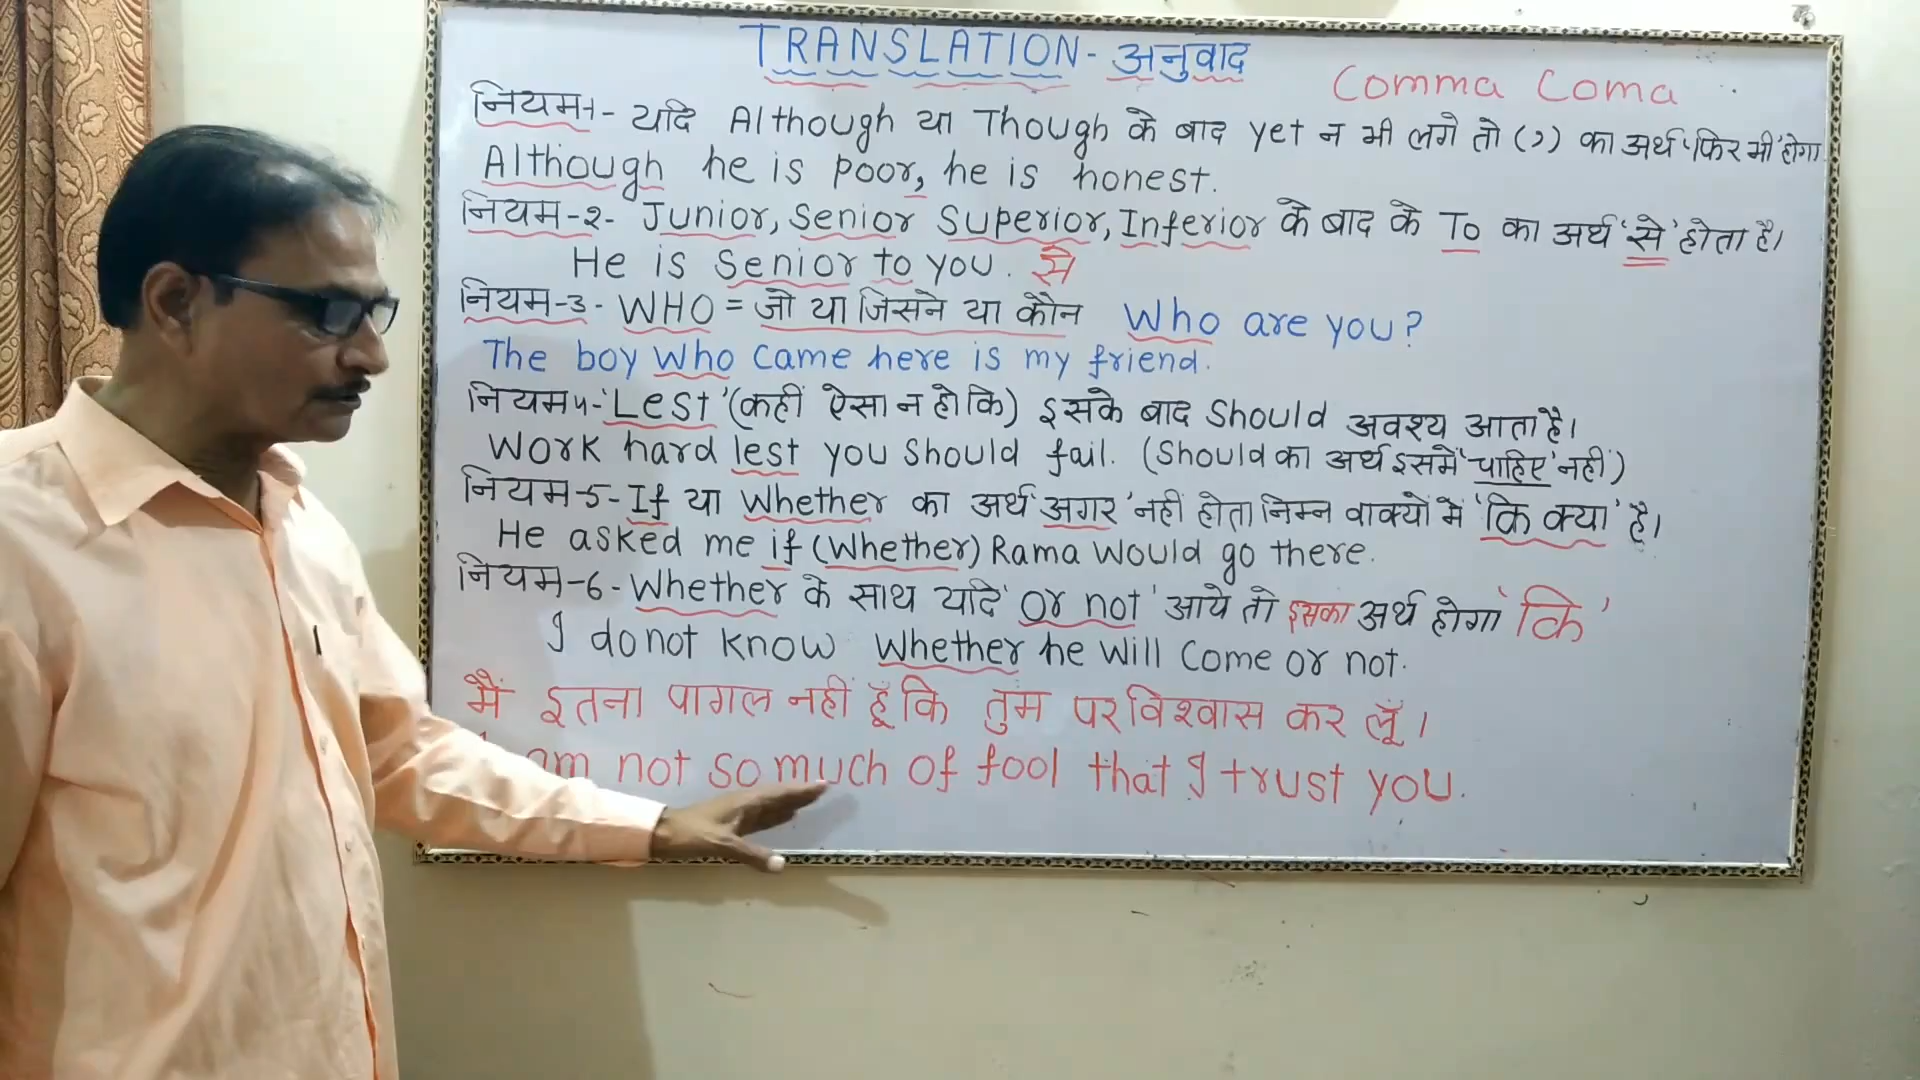 TRANSLATION - अनुवाद
Comma Coma
नियम1- यदि Although या Though के बाद yet न भी लगे तो (,) का अर्थ 'फिर भी' होगा
Although he is poor, he is honest.
नियम-2- Junior, Senior Superior, Inferior के बाद के To का अर्थ 'से' होता है।
He is Senior to you. से
नियम-3- WHO = जो या जिसने या कौन Who are you?
The boy who came here is my friend.
नियम4- 'Lest' (कहीं ऐसा न हो कि) इसके बाद Should अवश्य आता है।
Work hard lest you should fail. (Should का अर्थ इसमें 'चाहिए' नहीं)
नियम-5- If या Whether का अर्थ 'अगर' नहीं होता निम्न वाक्यों में 'कि क्या' है।
He asked me if (Whether) Rama would go there.
नियम-6- Whether के साथ यदि 'or not' आये तो इसका अर्थ होगा 'कि'
I do not know Whether he will come or not.
मैं इतना पागल नहीं हूँ कि तुम पर विश्वास कर लूँ।
am not so much of fool that I trust you.